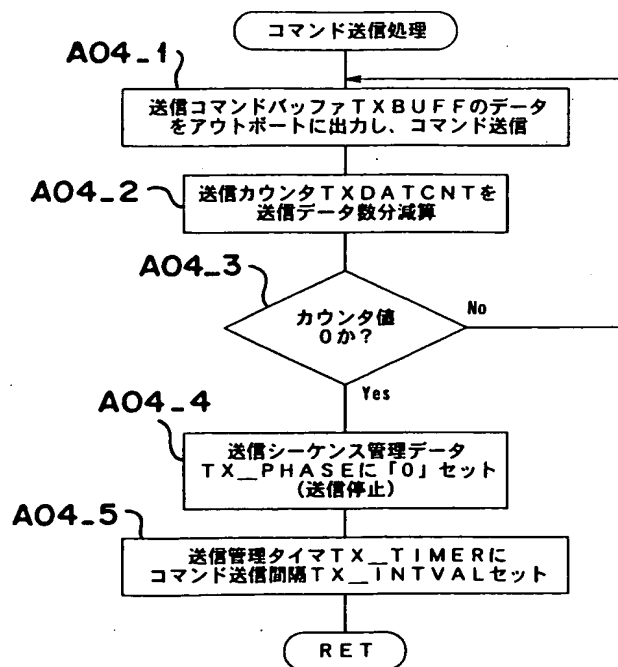 コマンド送信処理
A04_1
送信コマンドバッファTXBUFFのデータ
をアウトポートに出力し、コマンド送信
A04_2
送信カウンタTXDATCNTを
送信データ数分減算
A04_3
カウンタ値
0か?
No
Yes
A04_4
送信シーケンス管理データ
TX__PHASEに「0」セット
(送信停止)
A04_5
送信管理タイマTX__TIMERに
コマンド送信間隔TX__INTVALセット
RET